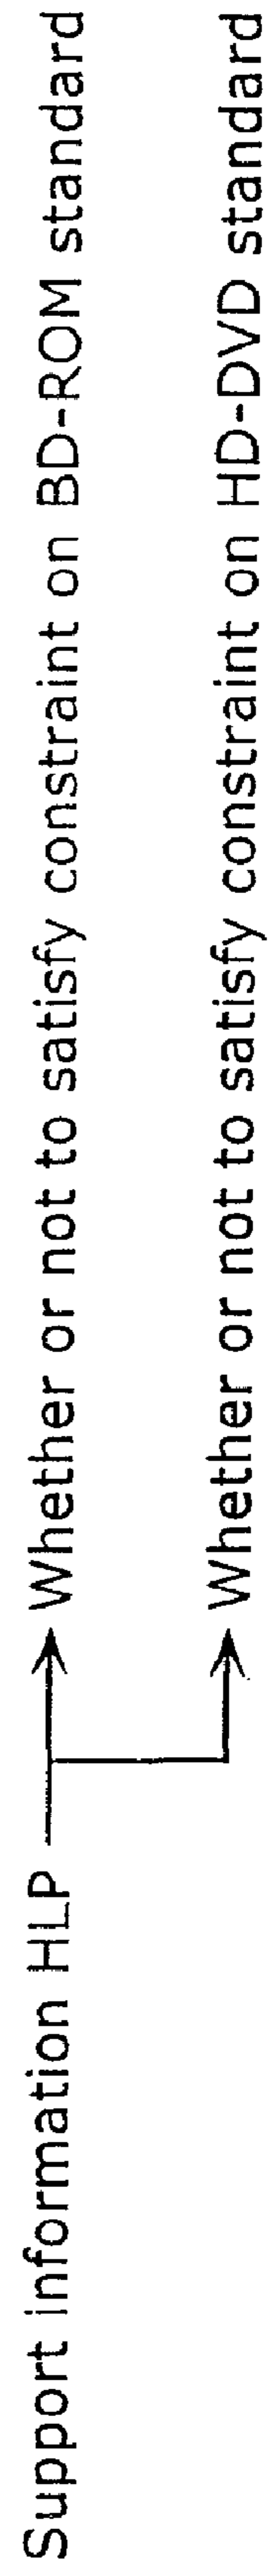 Support information HLP
Whether or not to satisfy constraint on BD-ROM standard
Whether or not to satisfy constraint on HD-DVD standard